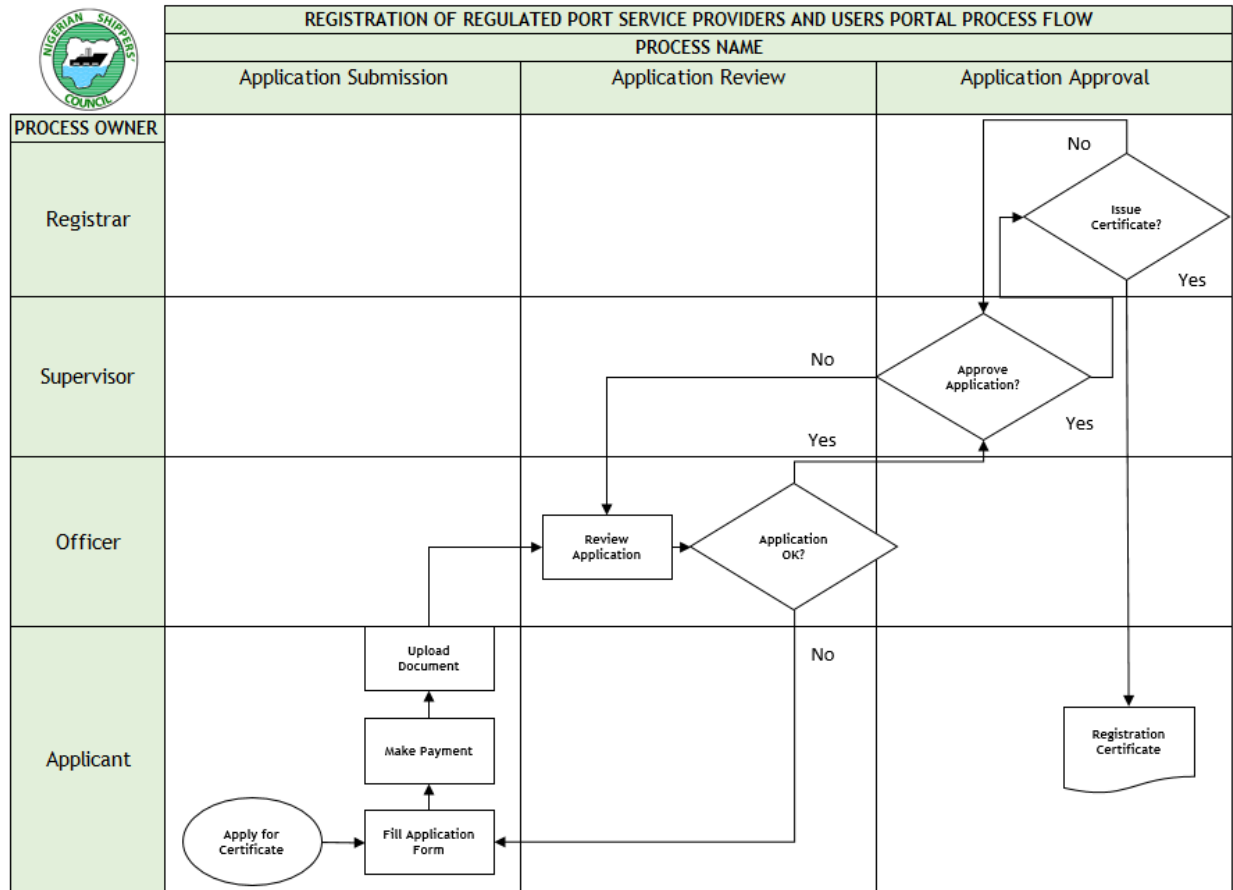 REGISTRATION OF REGULATED PORT SERVICE PROVIDERS AND USERS PORTAL PROCESS FLOW
NIGERIAN SHIPPERS'
COUNCIL
PROCESS NAME
Application Submission
Application Review
Application Approval
PROCESS OWNER
Registrar
No
Issue
Certificate?
Yes
Supervisor
No
Approve
Application?
Yes
Yes
Officer
Review
Application
Application
OK?
Applicant
Upload
Document
No
Make Payment
Registration
Certificate
Apply for
Certificate
Fill Application
Form